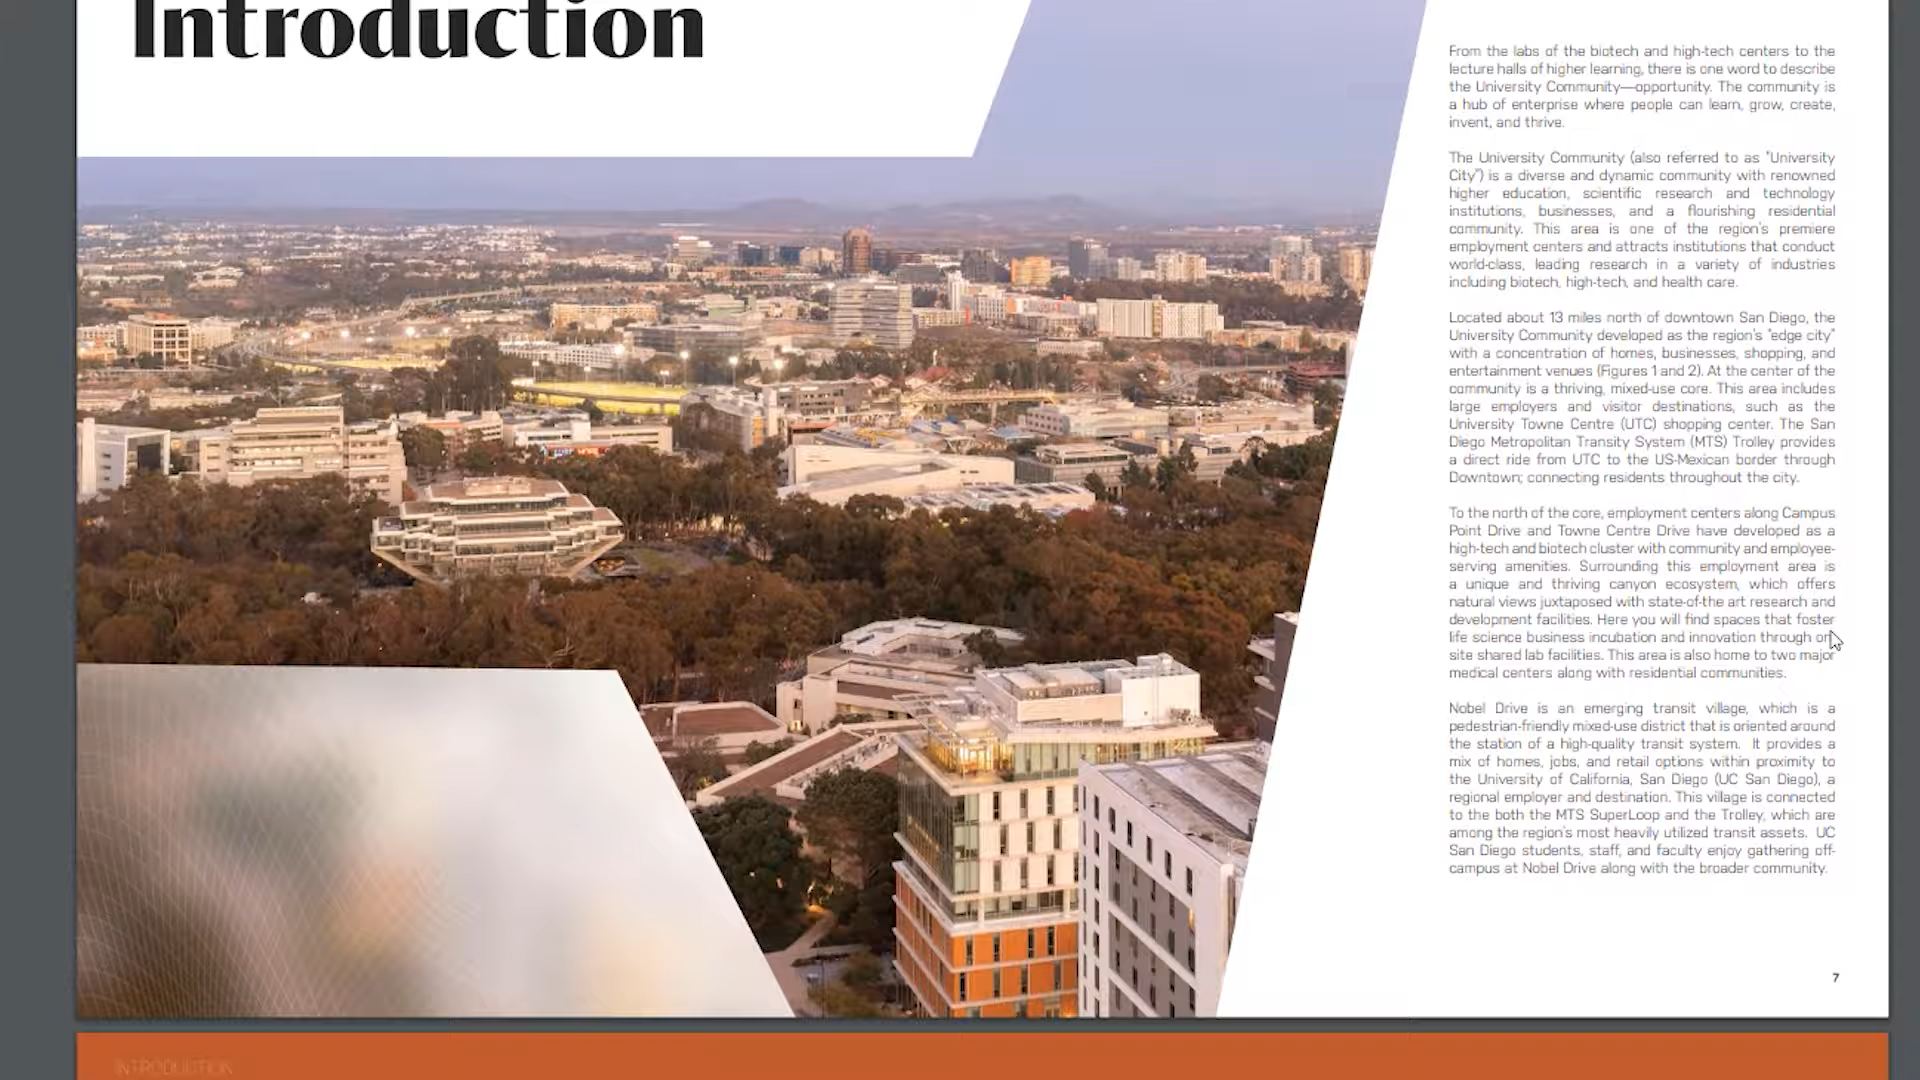 Introduction
From the labs of the biotech and high-tech centers to the
lecture halls of higher learning, there is one word to describe
the University Community—opportunity. The community is
a hub of enterprise where people can learn, grow, create,
invent, and thrive.
The University Community (also referred to as "University
City") is a diverse and dynamic community with renowned
higher education, scientific research and technology
institutions, businesses, and a flourishing residential
community. This area is one of the region's premiere
employment centers and attracts institutions that conduct
world-class, leading research in a variety of industries
including biotech, high-tech, and health care.
Located about 13 miles north of downtown San Diego, the
University Community developed as the region's "edge city"
with a concentration of homes, businesses, shopping, and
entertainment venues (Figures 1 and 2). At the center of the
community is a thriving, mixed-use core. This area includes
large employers and visitor destinations, such as the
University Towne Centre (UTC) shopping center. The San
Diego Metropolitan Transity System (MTS) Trolley provides
a direct ride from UTC to the US-Mexican border through
Downtown; connecting residents throughout the city.
To the north of the core, employment centers along Campus
Point Drive and Towne Centre Drive have developed as a
high-tech and biotech cluster with community and employee-
serving amenities. Surrounding this employment area is
a unique and thriving canyon ecosystem, which offers
natural views juxtaposed with state-of-the art research and
development facilities. Here you will find spaces that foster
life science business incubation and innovation through on-
site shared lab facilities. This area is also home to two major
medical centers along with residential communities.
Nobel Drive is an emerging transit village, which is a
pedestrian-friendly mixed-use district that is oriented around
the station of a high-quality transit system. It provides a
mix of homes, jobs, and retail options within proximity to
the University of California, San Diego (UC San Diego), a
regional employer and destination. This village is connected
to the both the MTS SuperLoop and the Trolley, which are
among the region's most heavily utilized transit assets. UC
San Diego students, staff, and faculty enjoy gathering off-
campus at Nobel Drive along with the broader community.
7
INTRODUCTION